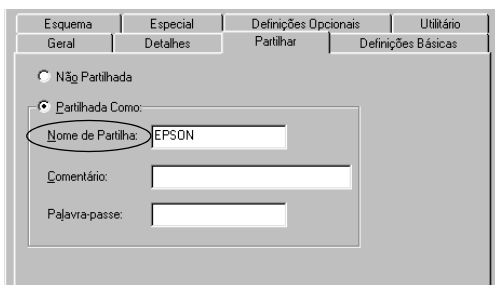 Esquema Especial Definições Opcionais Utilitário
Geral Detalhes Partilhar Definições Básicas
Não Partilhada
Partilhada Como:
Nome de Partilha: EPSON
Comentário:
Palavra-passe: